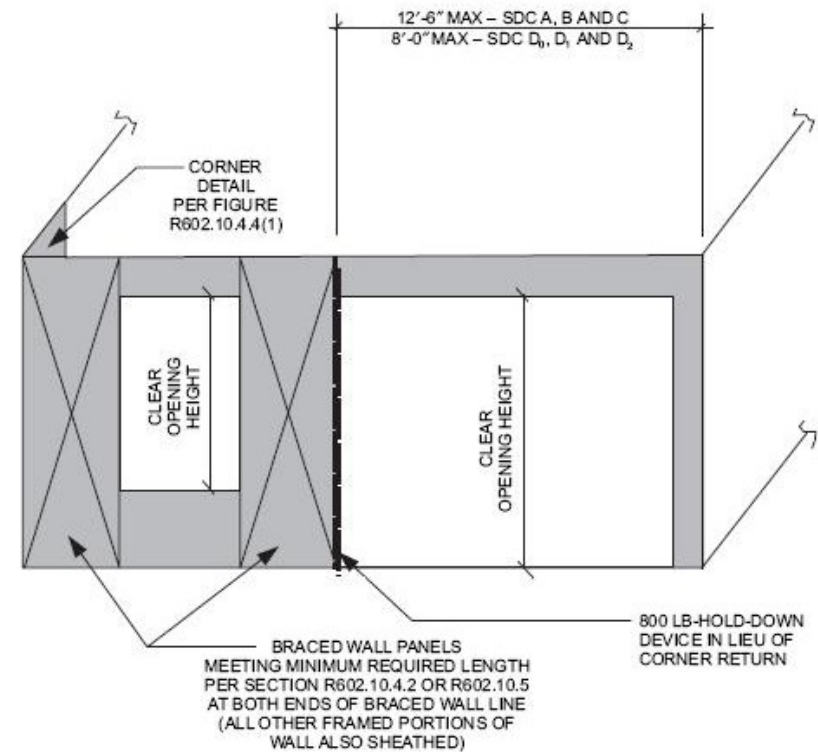 12'-6" MAX – SDC A, B AND C
8'-0" MAX – SDC D₀, D₁ AND D₂
CORNER
DETAIL
PER FIGURE
R602.10.4.4(1)
CLEAR
OPENING
HEIGHT
CLEAR
OPENING HEIGHT
800 LB-HOLD-DOWN
DEVICE IN LIEU OF
CORNER RETURN
BRACED WALL PANELS
MEETING MINIMUM REQUIRED LENGTH
PER SECTION R602.10.4.2 OR R602.10.5
AT BOTH ENDS OF BRACED WALL LINE
(ALL OTHER FRAMED PORTIONS OF
WALL ALSO SHEATHED)